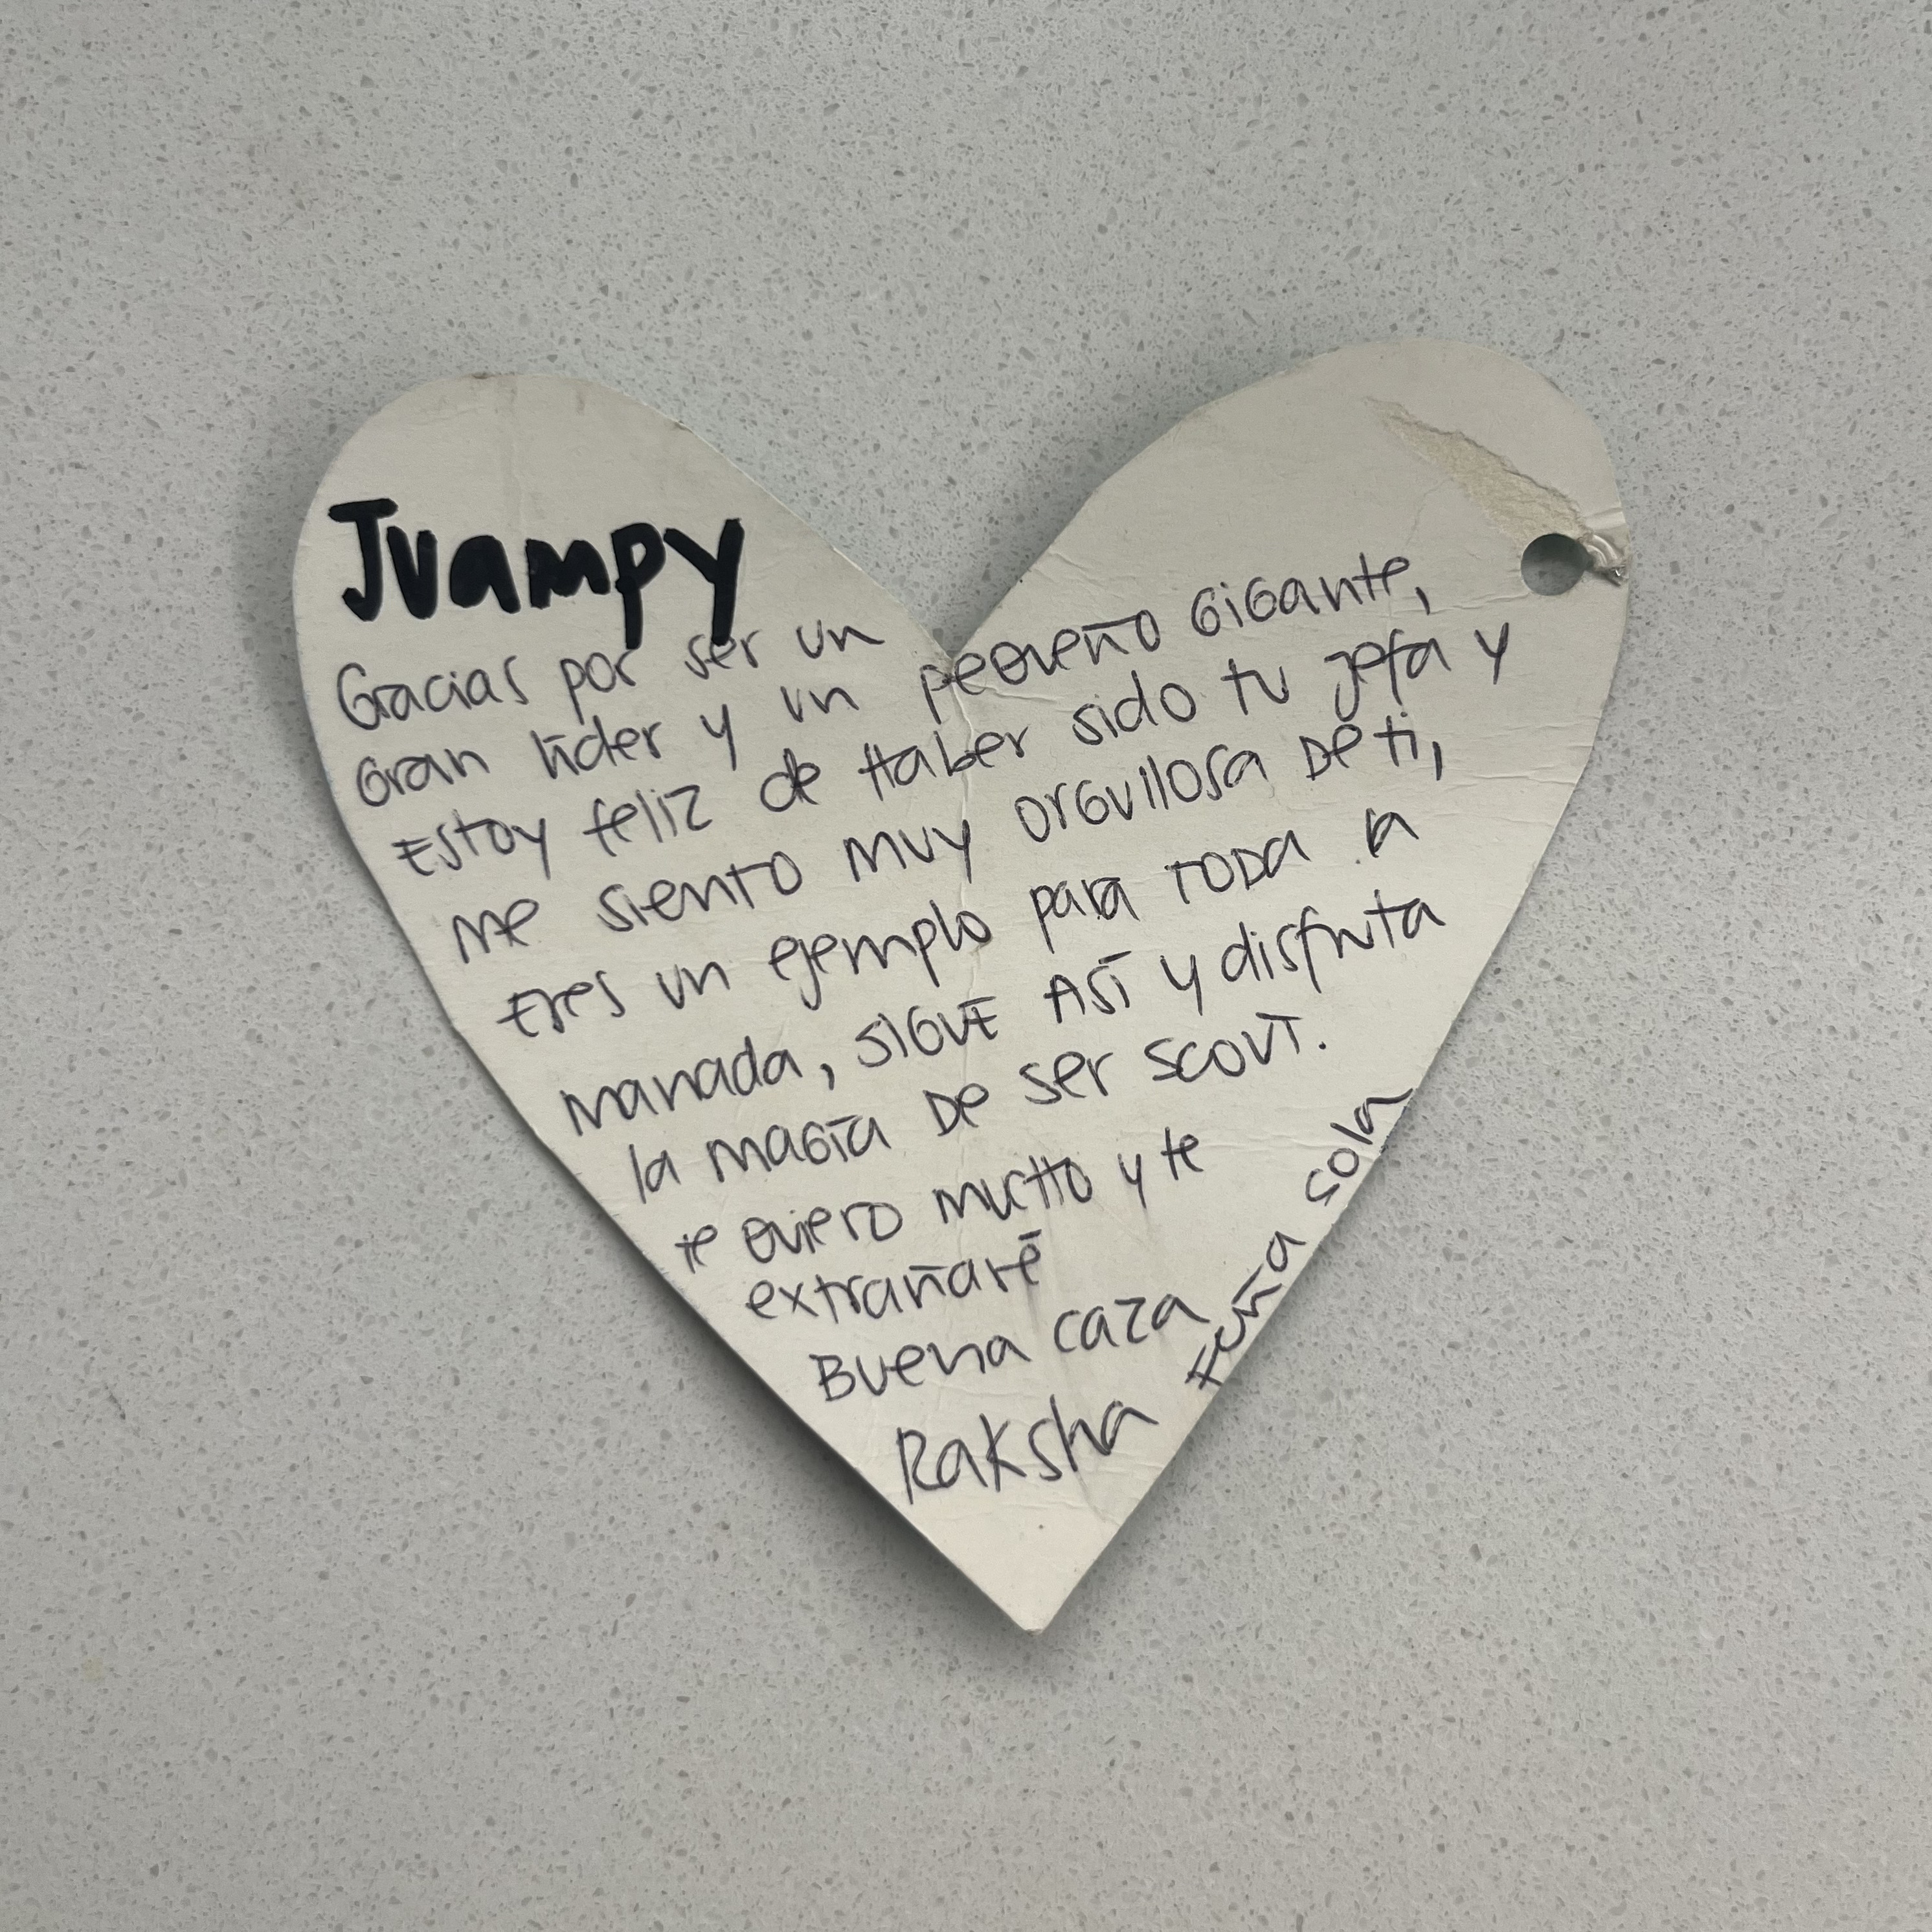 Juampy
Gracias por ser un
Gran líder y un pequeño Gigante,
Estoy feliz de Haber sido tu jefa y
me siento muy orgullosa De ti,
Eres un ejemplo para TODA la
manada, SIGUE ASÍ y disfruta
la magia De ser scout.
te quiero mucho y te
extrañaré
Buena caza
Raksha